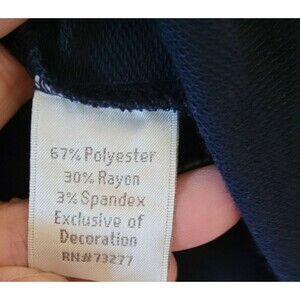 67% Polyester
30% Rayon
3% Spandex
Exclusive of
Decoration
RN#73277